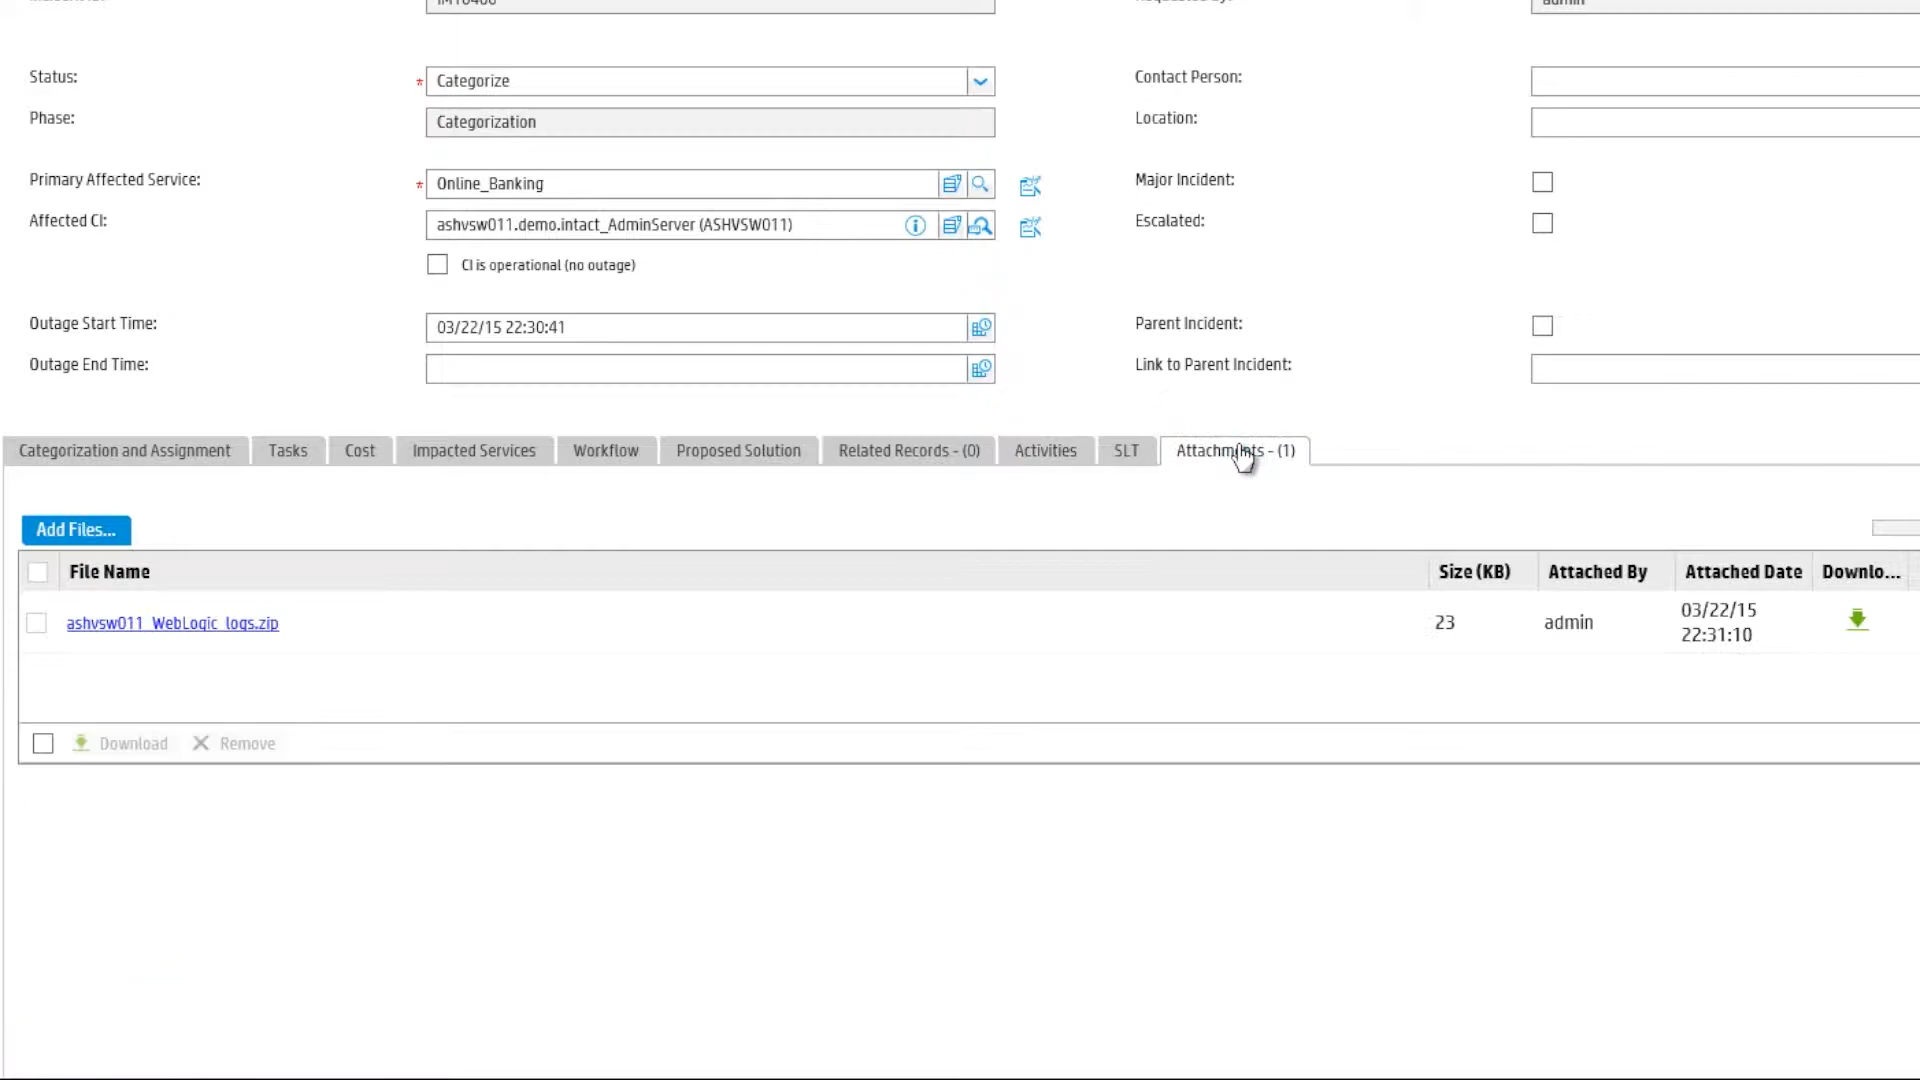 admin
Status:
* Categorize
Contact Person:
Phase:
Categorization
Location:
Primary Affected Service:
* Online_Banking
Major Incident:
Affected CI:
ashvsw011.demo.intact_AdminServer (ASHVSW011)
Escalated:
CI is operational (no outage)
Outage Start Time:
03/22/15 22:30:41
Parent Incident:
Outage End Time:
Link to Parent Incident:
Categorization and Assignment
Tasks
Cost
Impacted Services
Workflow
Proposed Solution
Related Records - (0)
Activities
SLT
Attachments - (1)
Add Files...
File Name
Size (KB)
Attached By
Attached Date
Downlo...
ashvsw011_WebLogic_logs.zip
23
admin
03/22/15
22:31:10
Download
Remove